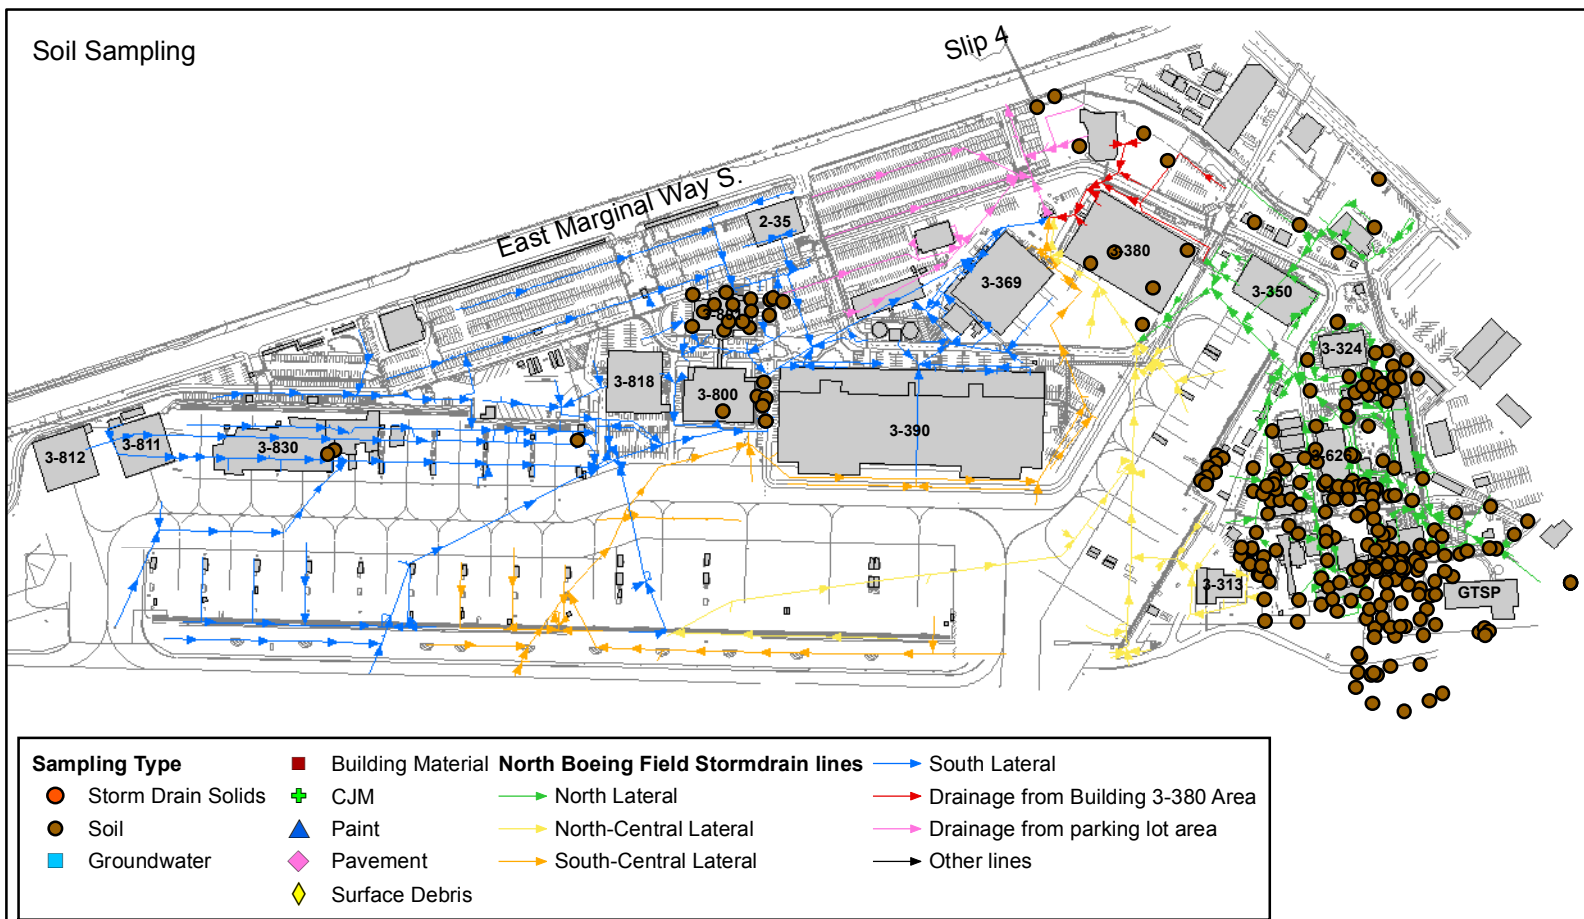 Soil Sampling
Slip 4
East Marginal Way S.
2-35
3-380
3-369
3-350
3-324
3-818
3-800
3-390
3-830
3-811
3-812
3-626
3-313
GTSP
Sampling Type
Storm Drain Solids
Soil
Groundwater
Building Material
CJM
Paint
Pavement
Surface Debris
North Boeing Field Stormdrain lines
North Lateral
North-Central Lateral
South-Central Lateral
South Lateral
Drainage from Building 3-380 Area
Drainage from parking lot area
Other lines